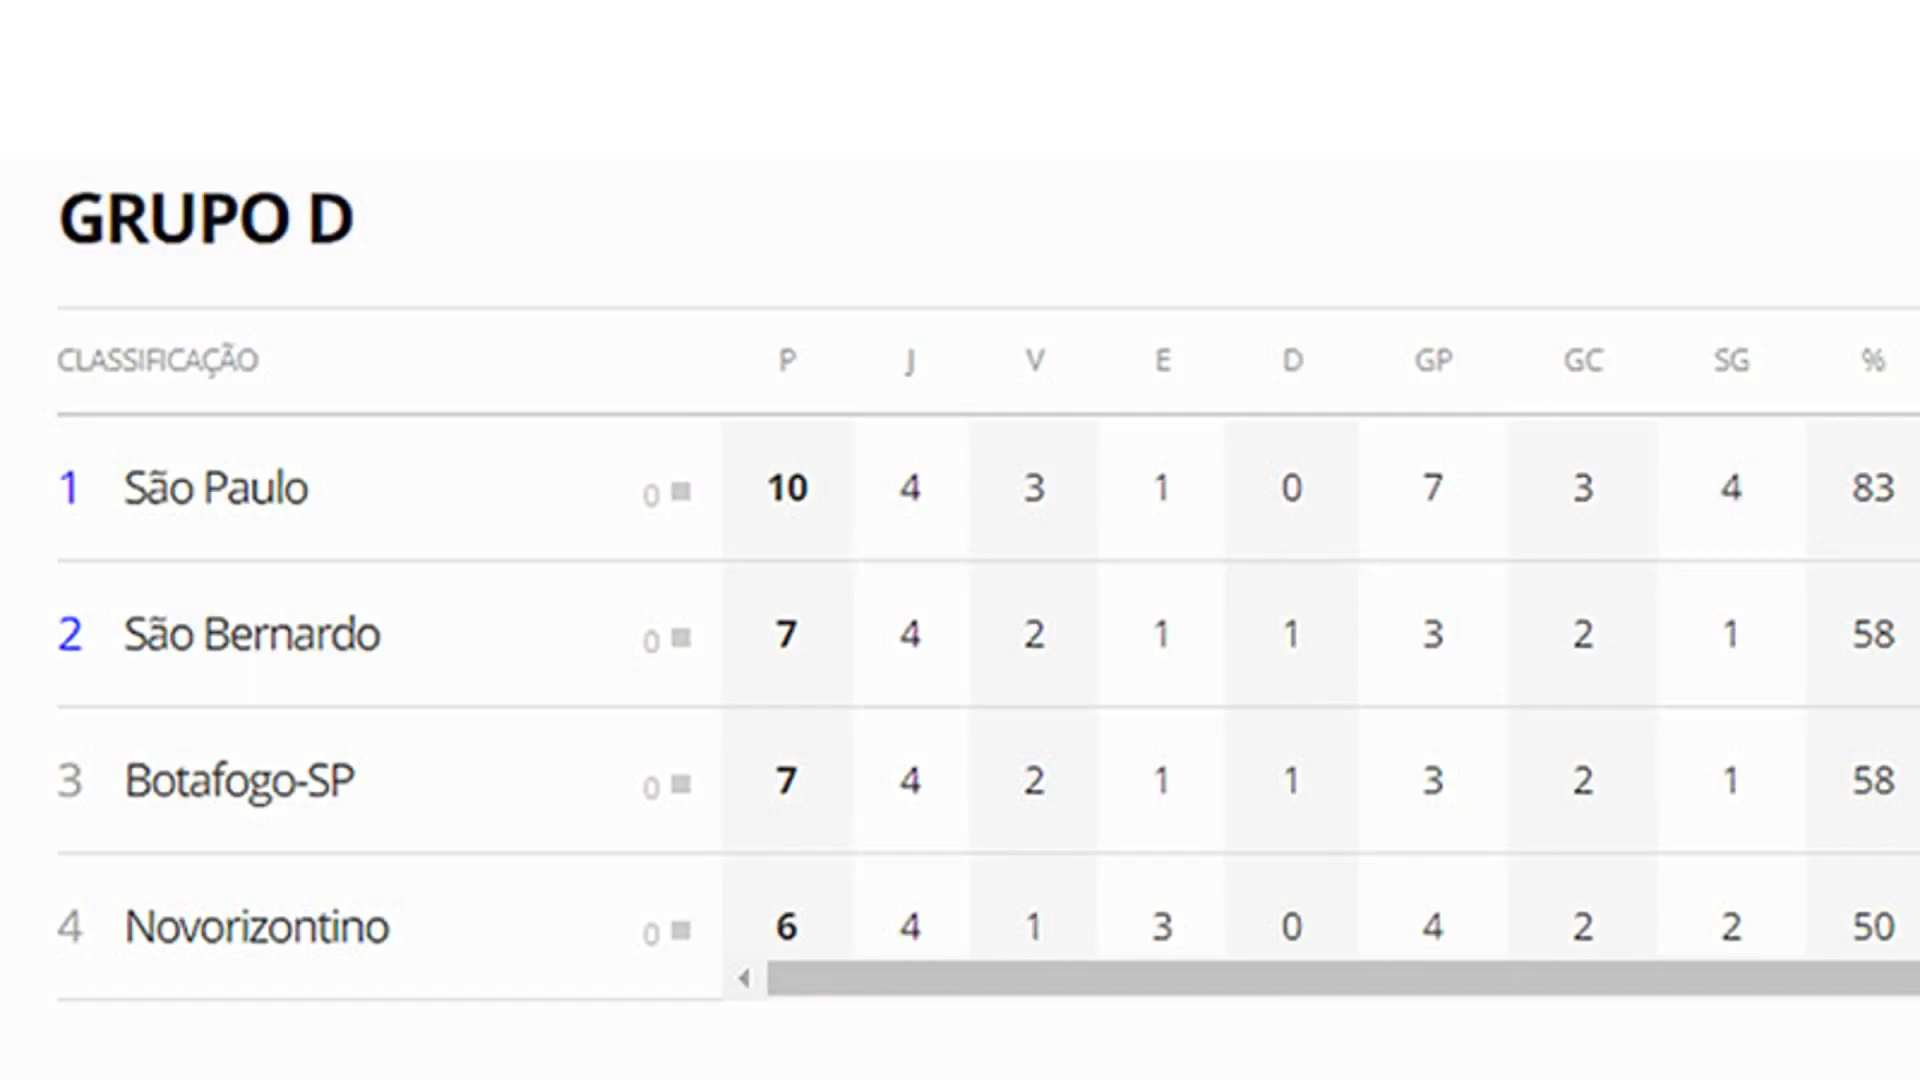 GRUPO D
CLASSIFICAÇÃO P J V E D GP GC SG %
1 São Paulo 0 10 4 3 1 0 7 3 4 83
2 São Bernardo 0 7 4 2 1 1 3 2 1 58
3 Botafogo-SP 0 7 4 2 1 1 3 2 1 58
4 Novorizontino 0 6 4 1 3 0 4 2 2 50